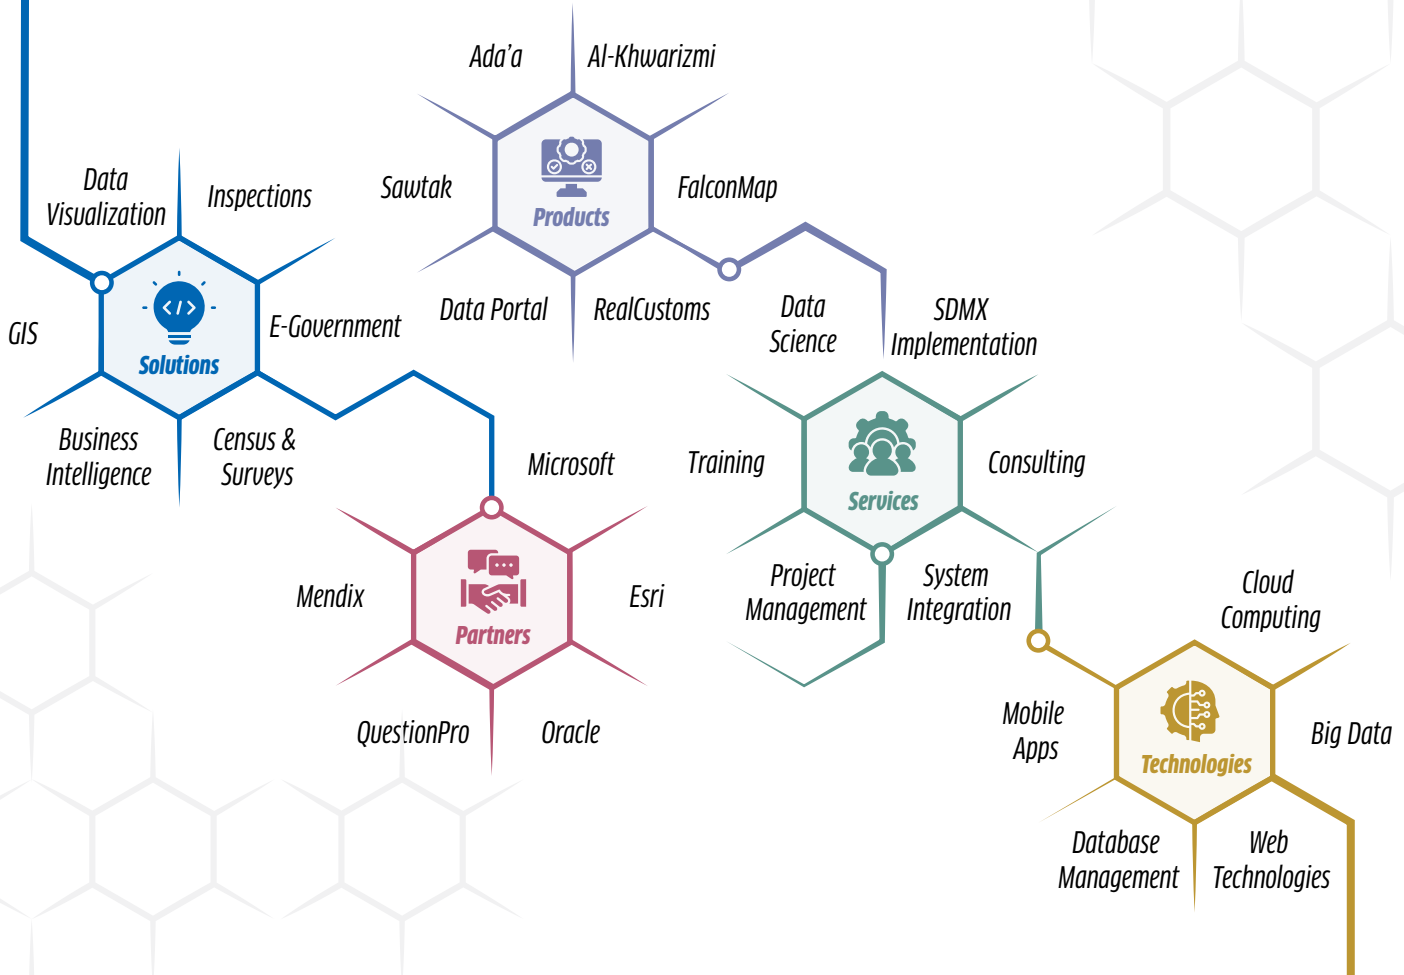 Ada'a
Al-Khwarizmi
Sawtak
Products
FalconMap
Data Portal
RealCustoms
Data
Visualization
Inspections
GIS
Solutions
E-Government
Business
Intelligence
Census &
Surveys
Microsoft
Mendix
Partners
Esri
QuestionPro
Oracle
Data
Science
SDMX
Implementation
Training
Services
Consulting
Project
Management
System
Integration
Cloud
Computing
Mobile
Apps
Technologies
Big Data
Database
Management
Web
Technologies